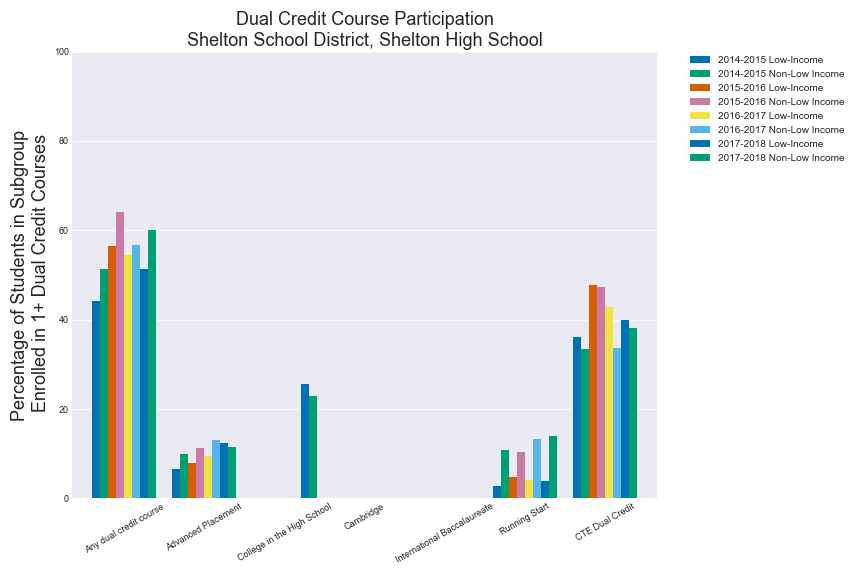 Dual Credit Course Participation
Shelton School District, Shelton High School
Percentage of Students in Subgroup
Enrolled in 1+ Dual Credit Courses
100
80
60
40
20
0
Any dual credit course
Advanced Placement
College in the High School
Cambridge
International Baccalaureate
Running Start
CTE Dual Credit
2014-2015 Low-Income
2014-2015 Non-Low Income
2015-2016 Low-Income
2015-2016 Non-Low Income
2016-2017 Low-Income
2016-2017 Non-Low Income
2017-2018 Low-Income
2017-2018 Non-Low Income